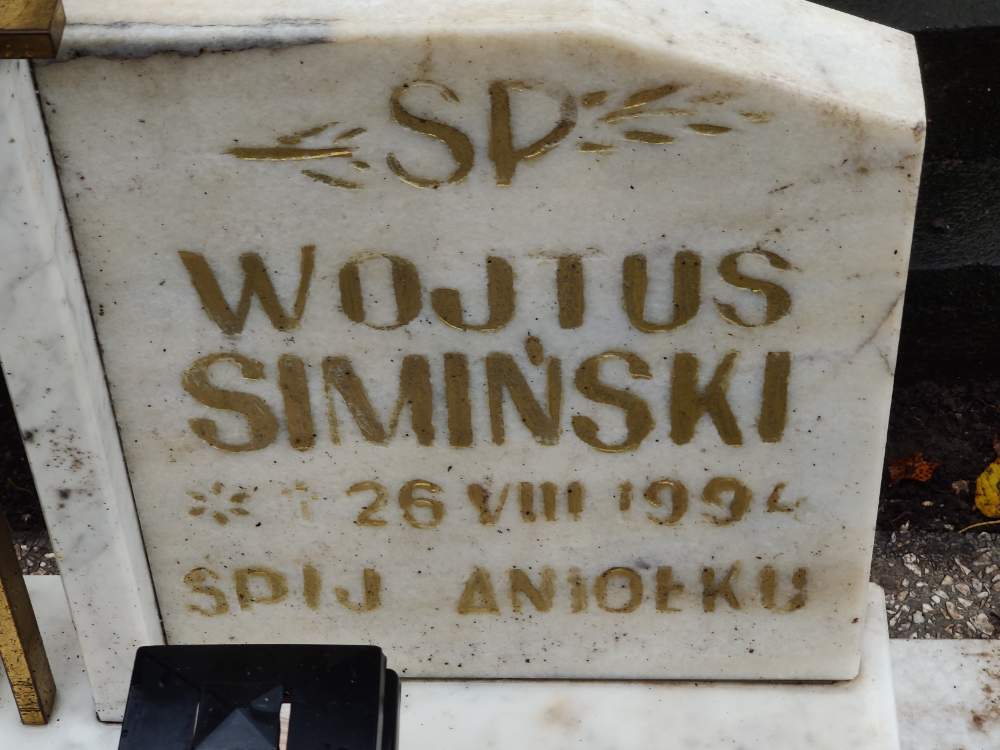 SP
WOJTUS
SIMIŃSKI
* † 26 VIII 1994
SPIJ ANIOŁKU